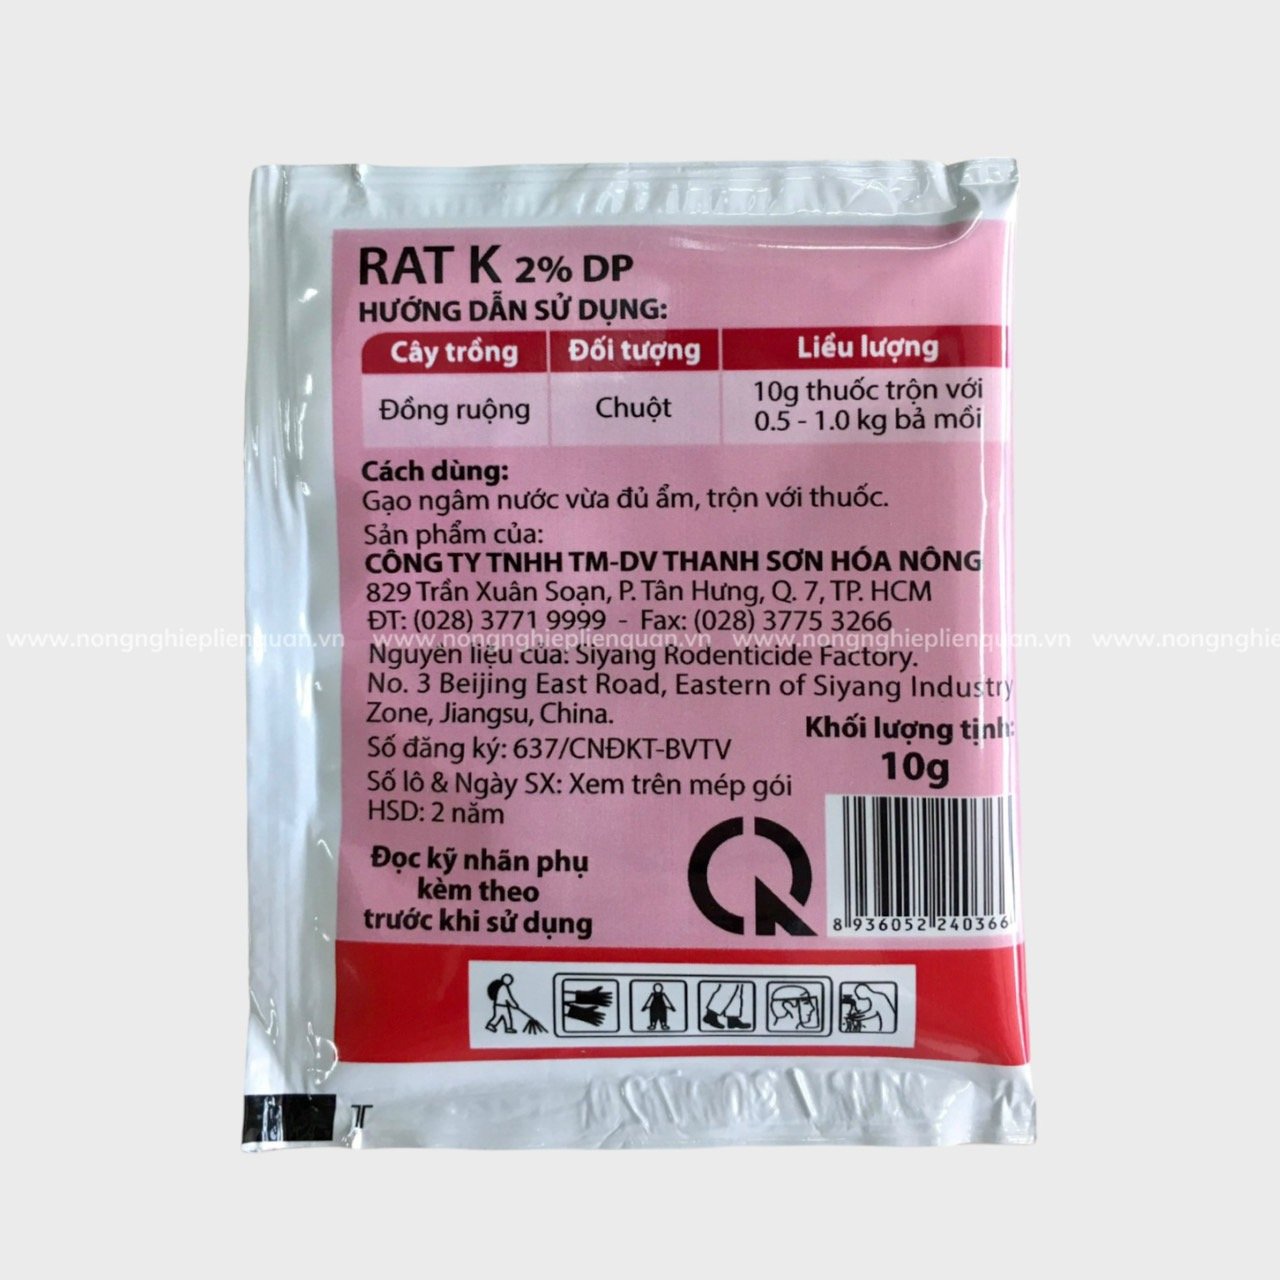 RAT K 2% DP
HƯỚNG DẪN SỬ DỤNG:
Cây trồng Đối tượng Liều lượng
Đồng ruộng Chuột 10g thuốc trộn với
0.5 - 1.0 kg bả mồi
Cách dùng:
Gạo ngâm nước vừa đủ ẩm, trộn với thuốc.
Sản phẩm của:
CÔNG TY TNHH TM-DV THANH SƠN HÓA NÔNG
829 Trần Xuân Soạn, P. Tân Hưng, Q. 7, TP. HCM
ĐT: (028) 3771 9999 - Fax: (028) 3775 3266
www.nongnghieplienquan.vn www.nongnghieplienquan.vn www.nongnghie
Nguyên liệu của: Siyang Rodenticide Factory.
No. 3 Beijing East Road, Eastern of Siyang Industry
Zone, Jiangsu, China.
Khối lượng tịnh:
10g
Số đăng ký: 637/CNĐKT-BVTV
Số lô & Ngày SX: Xem trên mép gói
HSD: 2 năm
Đọc kỹ nhãn phụ
kèm theo
trước khi sử dụng
8 936052 240366
T